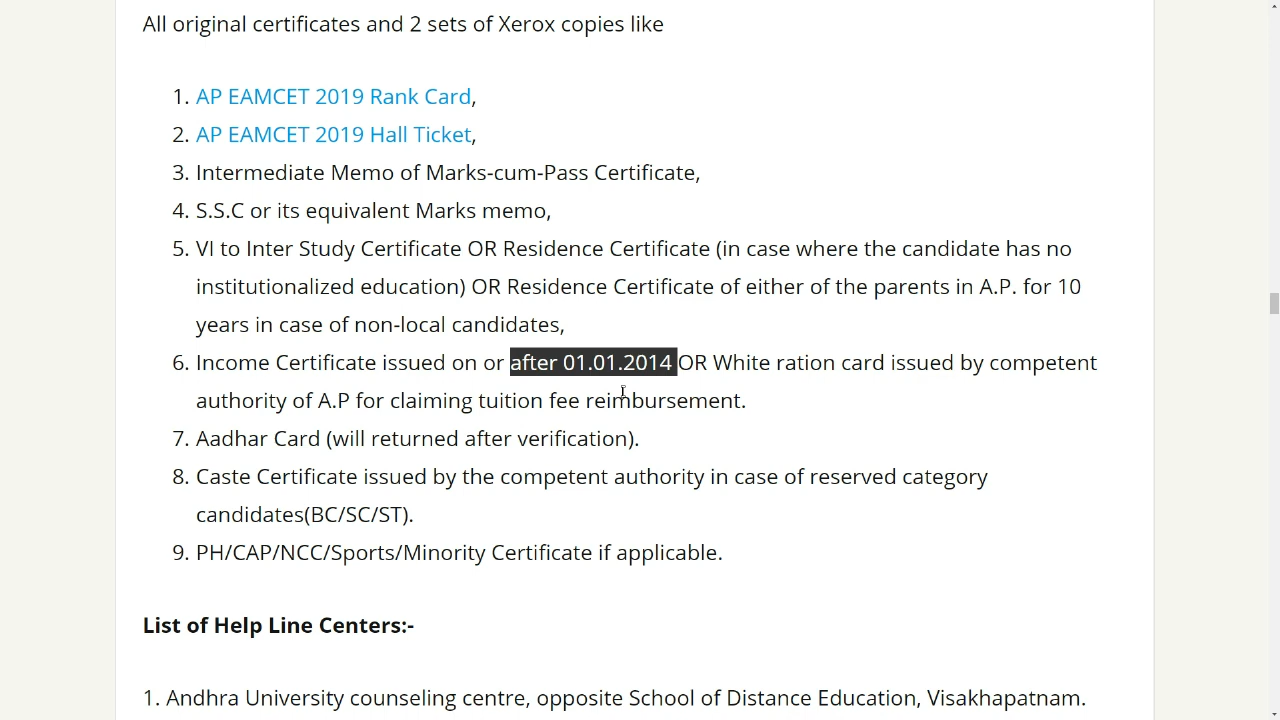 All original certificates and 2 sets of Xerox copies like
1. AP EAMCET 2019 Rank Card,
2. AP EAMCET 2019 Hall Ticket,
3. Intermediate Memo of Marks-cum-Pass Certificate,
4. S.S.C or its equivalent Marks memo,
5. VI to Inter Study Certificate OR Residence Certificate (in case where the candidate has no
institutionalized education) OR Residence Certificate of either of the parents in A.P. for 10
years in case of non-local candidates,
6. Income Certificate issued on or after 01.01.2014 OR White ration card issued by competent
authority of A.P for claiming tuition fee reimbursement.
7. Aadhar Card (will returned after verification).
8. Caste Certificate issued by the competent authority in case of reserved category
candidates(BC/SC/ST).
9. PH/CAP/NCC/Sports/Minority Certificate if applicable.
List of Help Line Centers:-
1. Andhra University counseling centre, opposite School of Distance Education, Visakhapatnam.